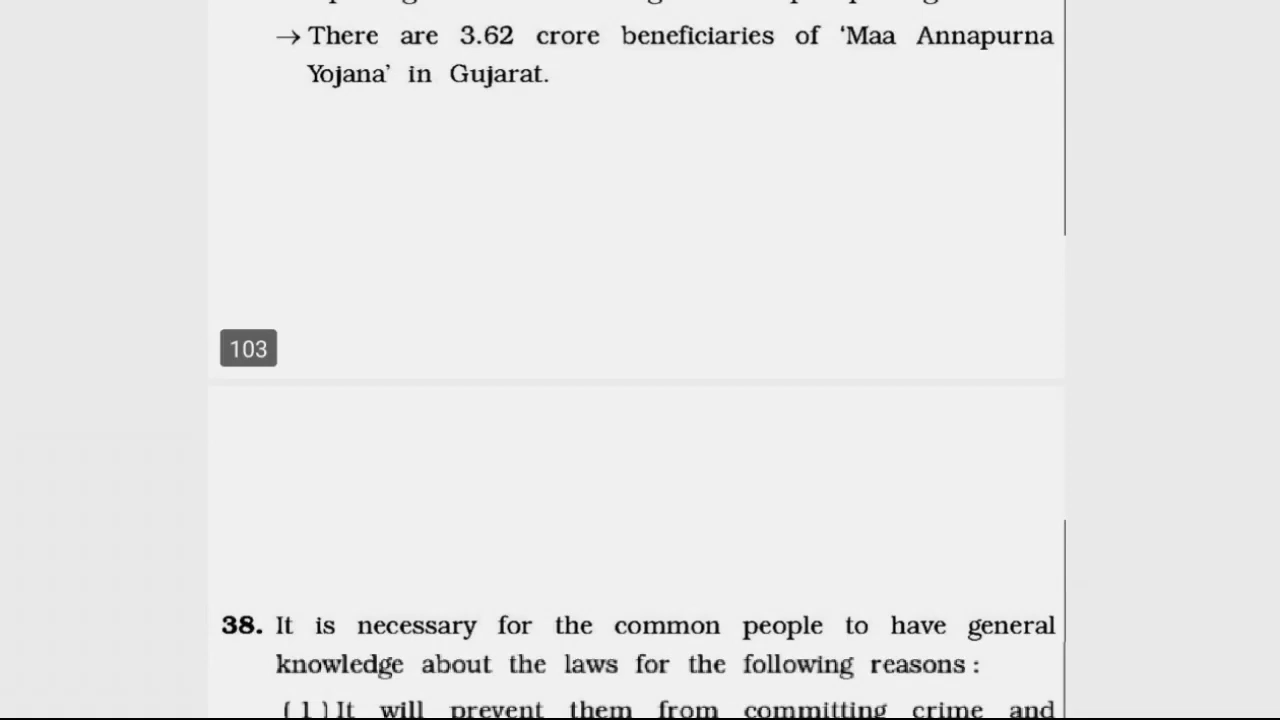 → There are 3.62 crore beneficiaries of ‘Maa Annapurna
Yojana’ in Gujarat.
103
38. It is necessary for the common people to have general
knowledge about the laws for the following reasons :
(1) It will prevent them from committing crime and